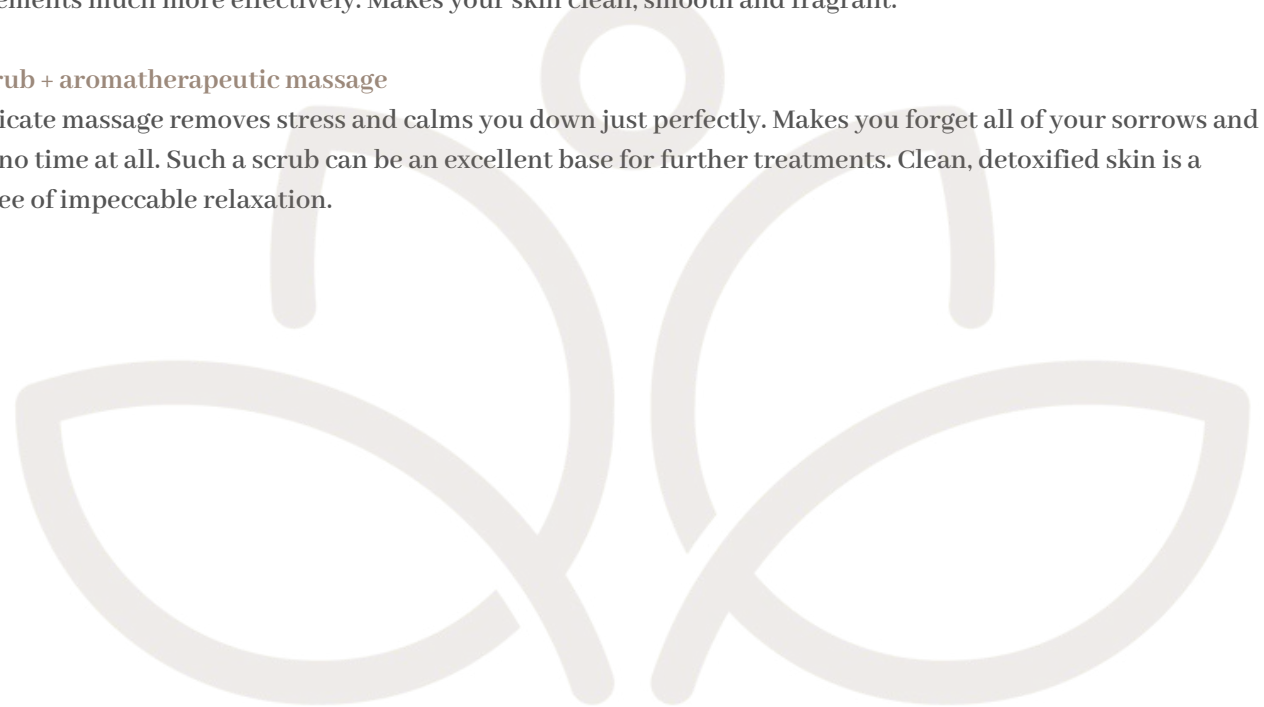 ements much more effectively. Makes your skin clean, smooth and fragrant.
rub + aromatherapeutic massage
icate massage removes stress and calms you down just perfectly. Makes you forget all of your sorrows and
no time at all. Such a scrub can be an excellent base for further treatments. Clean, detoxified skin is a
ee of impeccable relaxation.